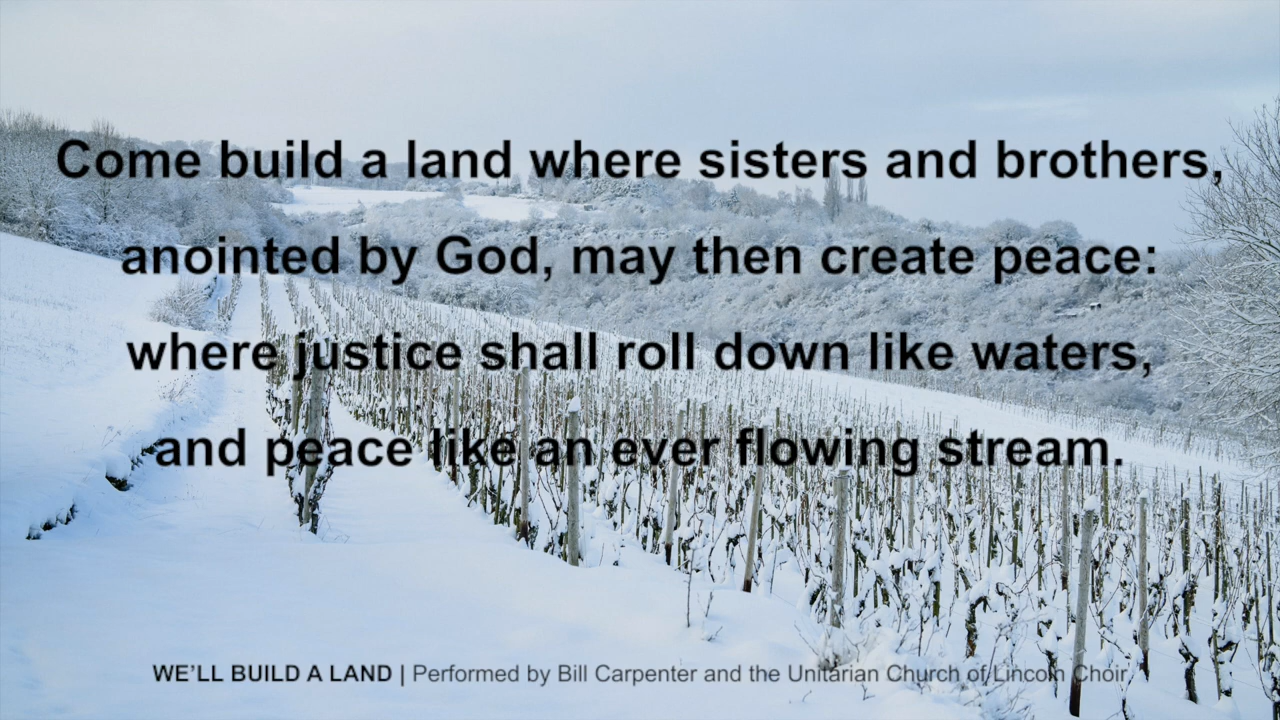 Come build a land where sisters and brothers,
anointed by God, may then create peace:
where justice shall roll down like waters,
and peace like an ever flowing stream.
WE’LL BUILD A LAND | Performed by Bill Carpenter and the Unitarian Church of Lincoln Choir